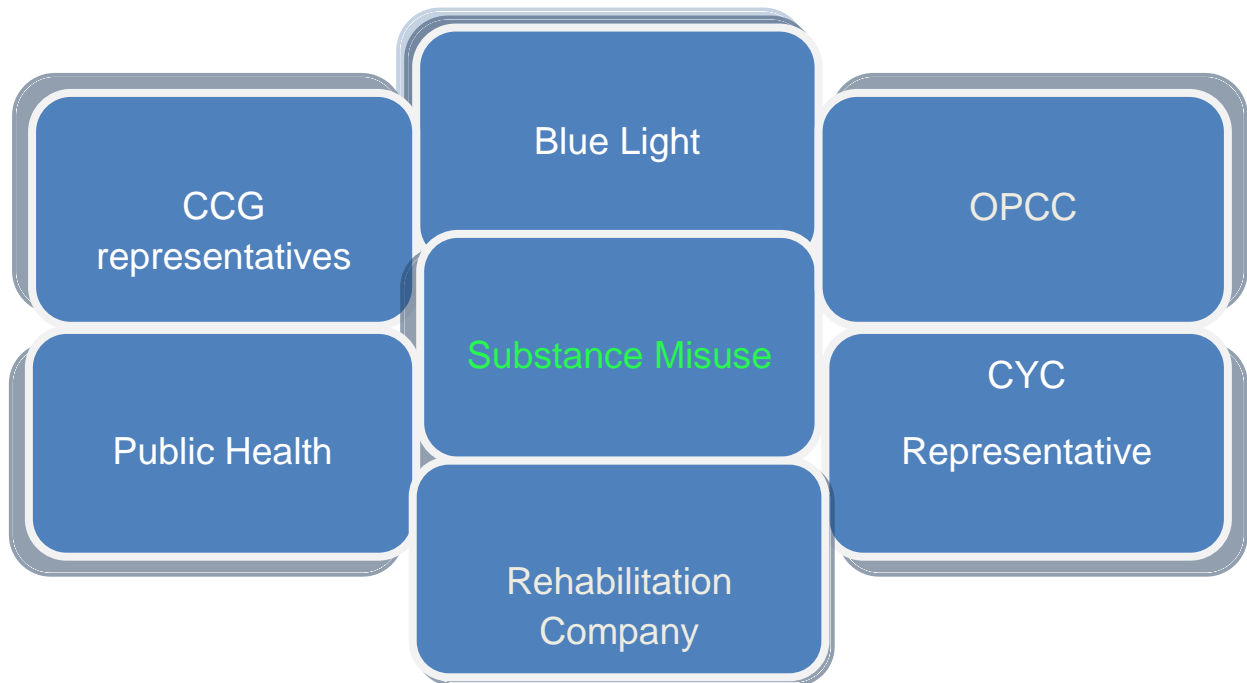 Blue Light
CCG
representatives
OPCC
Substance Misuse
CYC
Representative
Public Health
Rehabilitation
Company